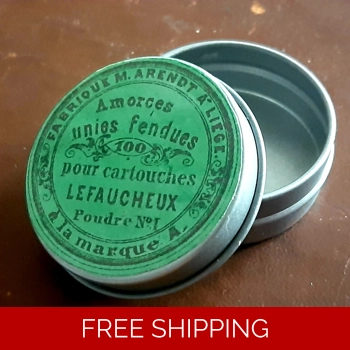 FABRIQUE M. ARENDT À LIEGE
Amorces
unies fendues
100
pour cartouches
LEFAUCHEUX
Poudre No. I
à la marque A.
FREE SHIPPING